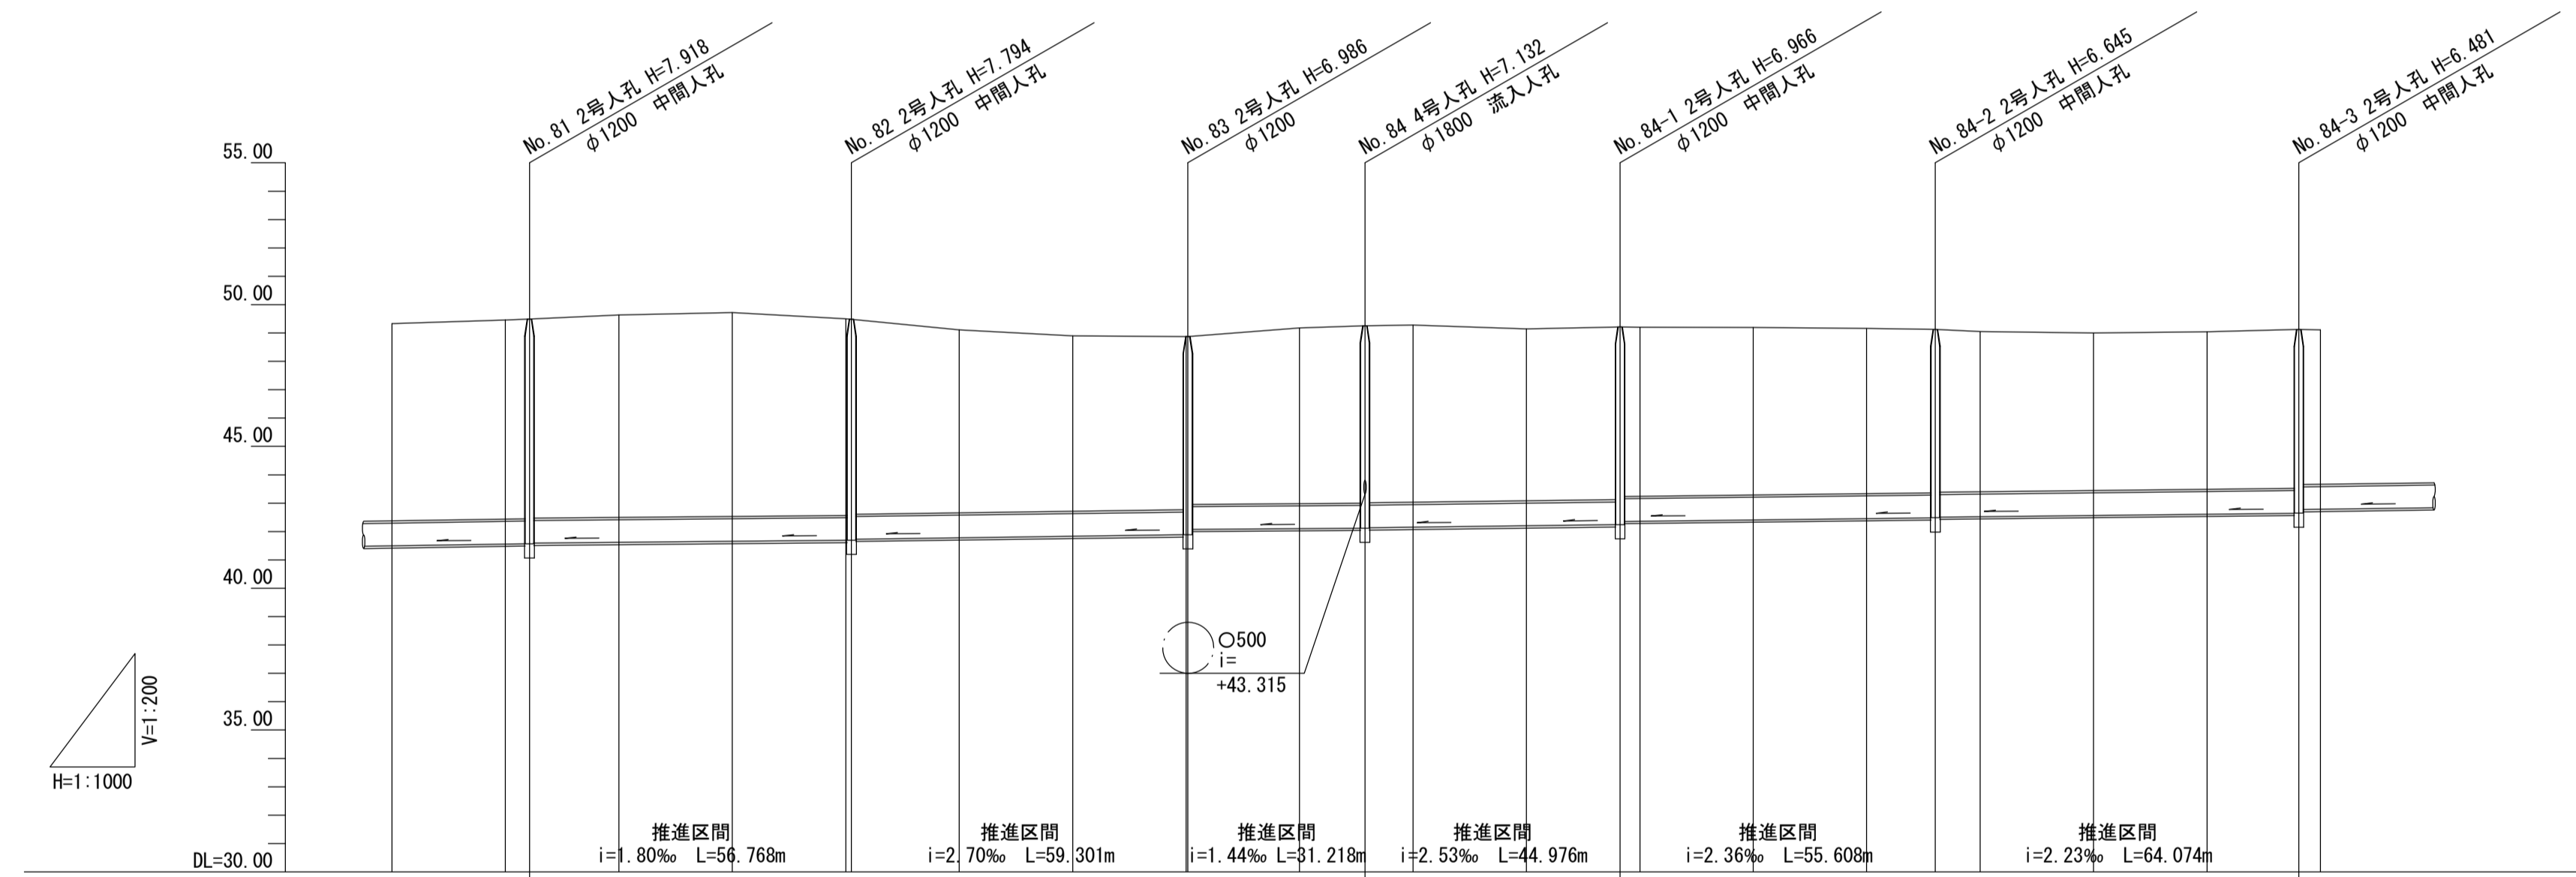 No.81 2号人孔 H=7.918
φ1200 中間人孔
No.82 2号人孔 H=7.794
φ1200 中間人孔
No.83 2号人孔 H=6.986
φ1200
No.84 4号人孔 H=7.132
φ1800 流入人孔
No.84-1 2号人孔 H=6.966
φ1200 中間人孔
No.84-2 2号人孔 H=6.645
φ1200 中間人孔
No.84-3 2号人孔 H=6.481
φ1200 中間人孔
55.00
50.00
45.00
40.00
35.00
DL=30.00
V=1:200
H=1:1000
○500
i=
+43.315
推進区間
i=1.80‰ L=56.768m
推進区間
i=2.70‰ L=59.301m
推進区間
i=1.44‰ L=31.218m
推進区間
i=2.53‰ L=44.976m
推進区間
i=2.36‰ L=55.608m
推進区間
i=2.23‰ L=64.074m